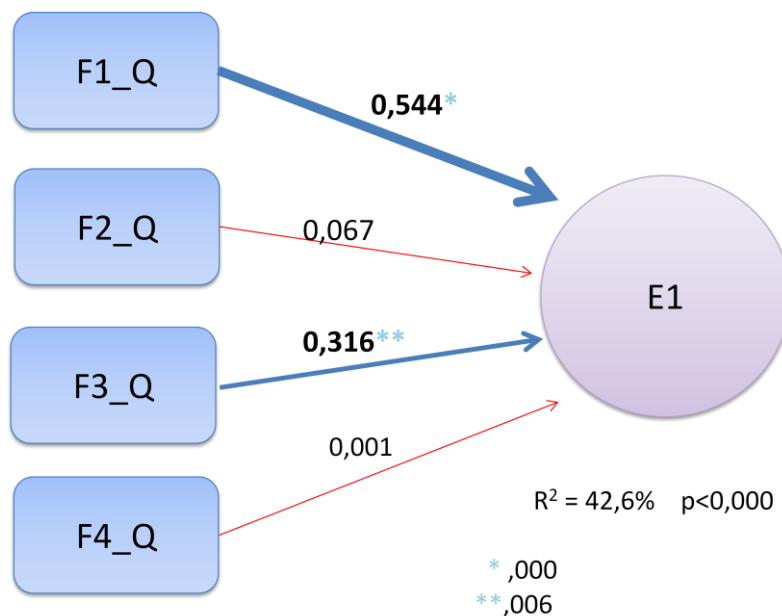 F1_Q
0,544*
F2_Q
0,067
E1
0,316**
F3_Q
0,001
F4_Q
R² = 42,6% p<0,000
* ,000
**,006